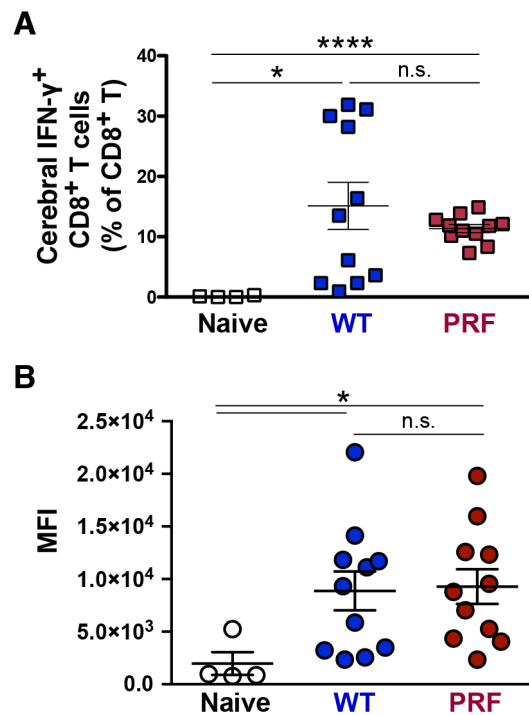 A
****
*
n.s.
Cerebral IFN-γ⁺
CD8⁺ T cells
(% of CD8⁺ T)
40
30
20
10
0
Naive WT PRF
B
*
n.s.
MFI
2.5×10⁴
2.0×10⁴
1.5×10⁴
1.0×10⁴
5.0×10³
0.0
Naive WT PRF